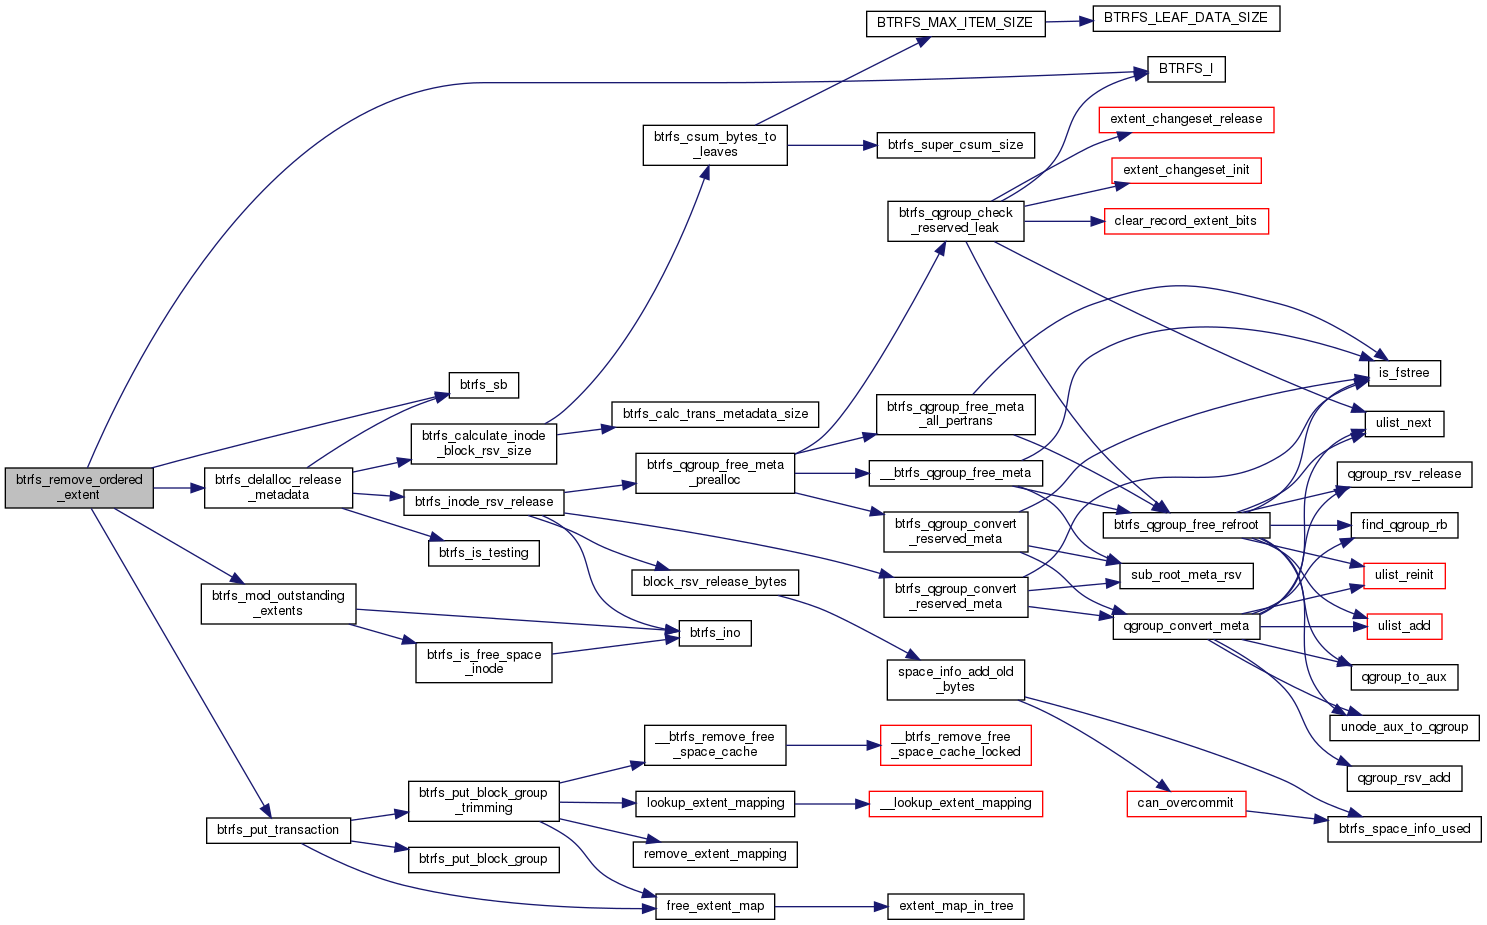 BTRFS_MAX_ITEM_SIZE
BTRFS_LEAF_DATA_SIZE
BTRFS_I
extent_changeset_release
btrfs_csum_bytes_to
_leaves
btrfs_super_csum_size
extent_changeset_init
btrfs_qgroup_check
_reserved_leak
clear_record_extent_bits
is_fstree
btrfs_sb
btrfs_calc_trans_metadata_size
btrfs_qgroup_free_meta
_all_pertrans
ulist_next
btrfs_calculate_inode
_block_rsv_size
btrfs_remove_ordered
_extent
btrfs_delalloc_release
_metadata
btrfs_qgroup_free_meta
_prealloc
__btrfs_qgroup_free_meta
qgroup_rsv_release
btrfs_inode_rsv_release
btrfs_qgroup_convert
_reserved_meta
btrfs_qgroup_free_refroot
find_qgroup_rb
btrfs_is_testing
block_rsv_release_bytes
sub_root_meta_rsv
ulist_reinit
btrfs_mod_outstanding
_extents
btrfs_qgroup_convert
_reserved_meta
btrfs_ino
qgroup_convert_meta
ulist_add
btrfs_is_free_space
_inode
space_info_add_old
_bytes
qgroup_to_aux
unode_aux_to_qgroup
__btrfs_remove_free
_space_cache
__btrfs_remove_free
_space_cache_locked
qgroup_rsv_add
btrfs_put_block_group
_trimming
lookup_extent_mapping
__lookup_extent_mapping
can_overcommit
btrfs_put_transaction
btrfs_space_info_used
btrfs_put_block_group
remove_extent_mapping
free_extent_map
extent_map_in_tree